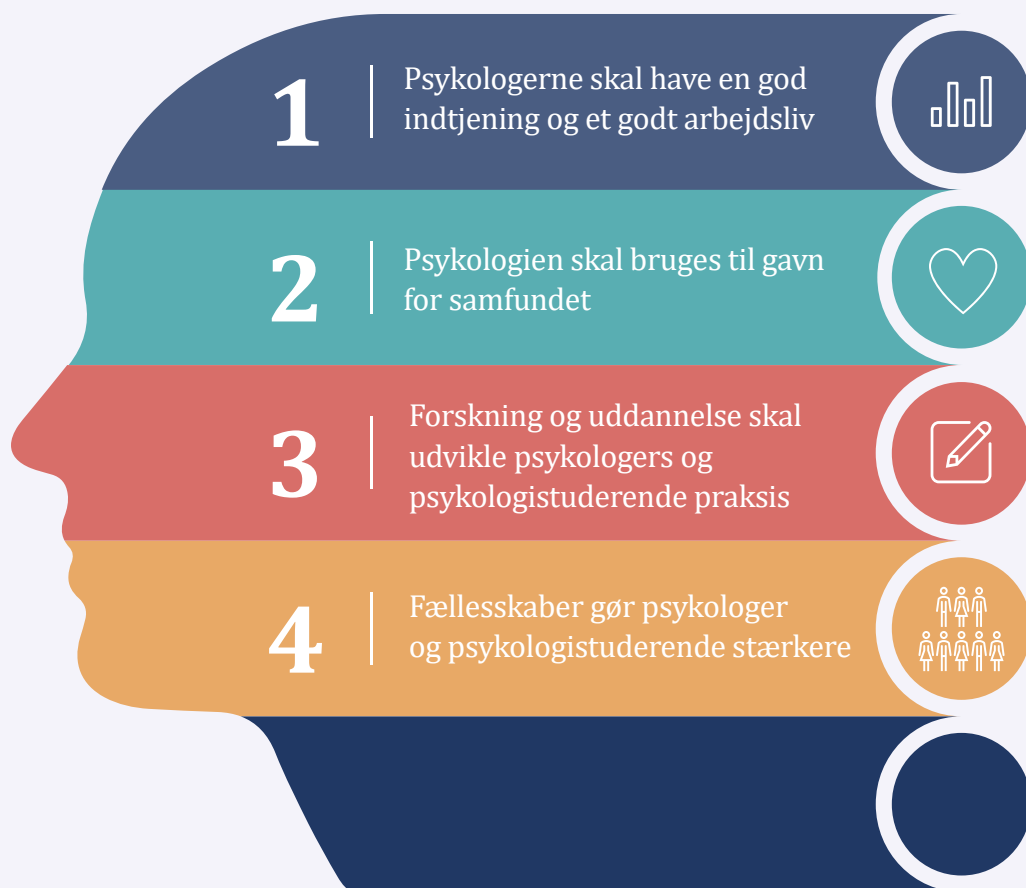 1
Psykologerne skal have en god
indtjening og et godt arbejdsliv
2
Psykologien skal bruges til gavn
for samfundet
3
Forskning og uddannelse skal
udvikle psykologers og
psykologistuderende praksis
4
Fællesskaber gør psykologer
og psykologistuderende stærkere